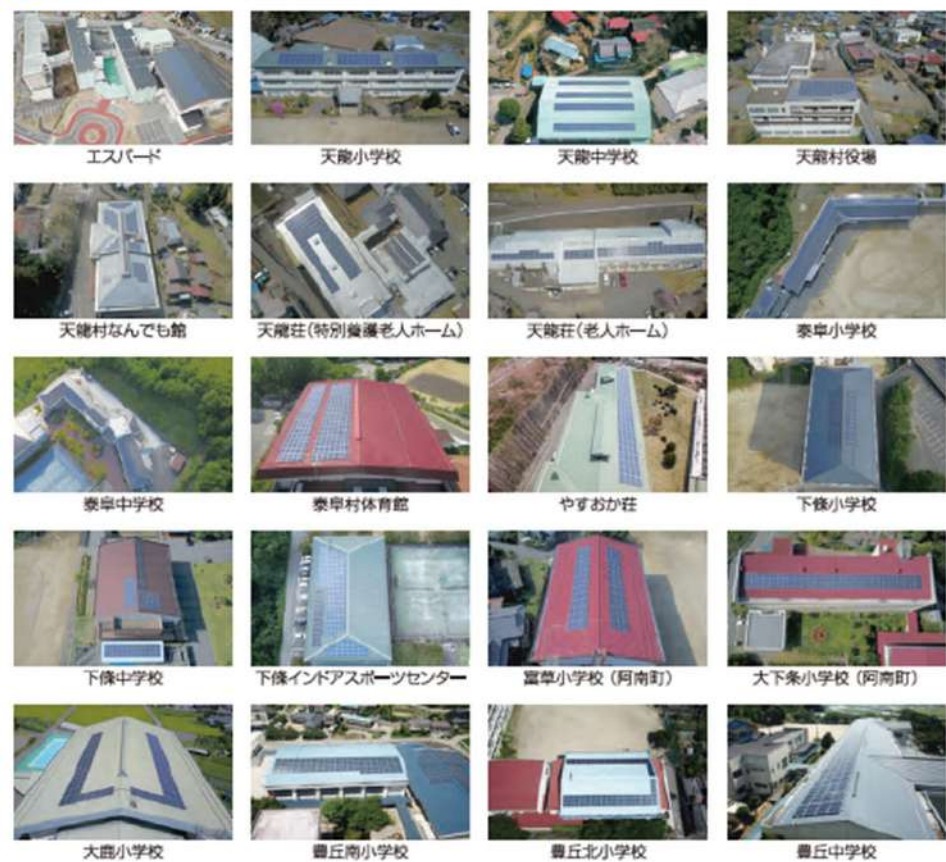 エスバード
天龍小学校
天龍中学校
天龍村役場
天龍村なんでも館
天龍荘（特別養護老人ホーム）
天龍荘（老人ホーム）
泰阜小学校
泰阜中学校
泰阜村体育館
やすおか荘
下條小学校
下條中学校
下條インドアスポーツセンター
富草小学校（阿南町）
大下条小学校（阿南町）
大鹿小学校
豊丘南小学校
豊丘北小学校
豊丘中学校